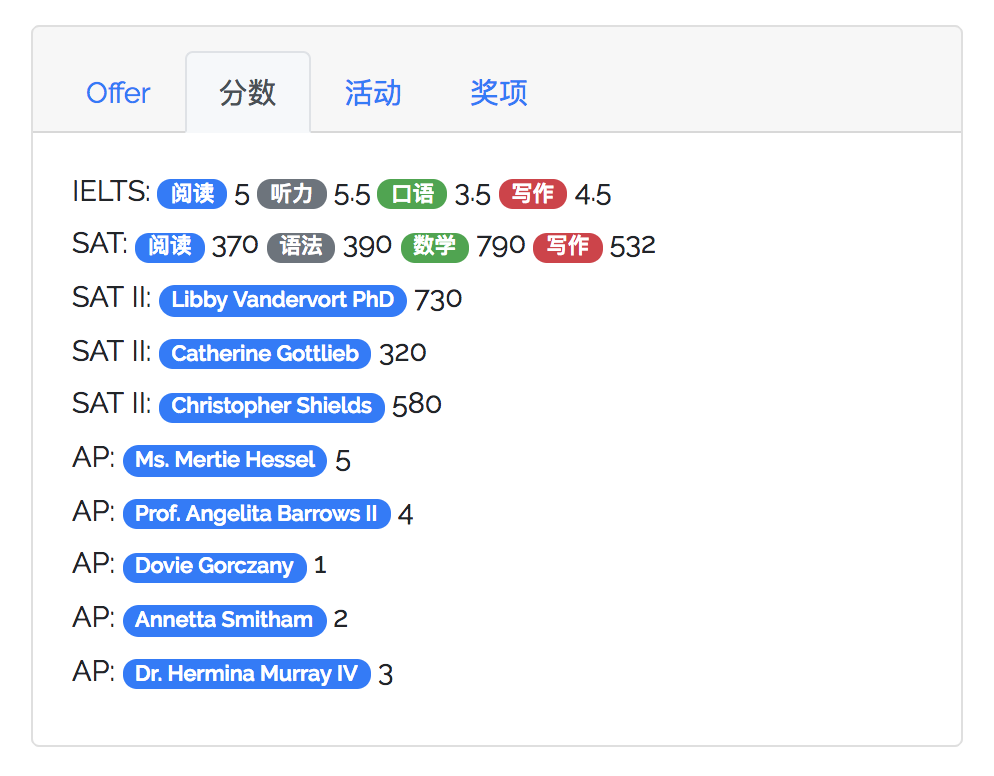 Offer 分数 活动 奖项
IELTS: 阅读 5 听力 5.5 口语 3.5 写作 4.5
SAT: 阅读 370 语法 390 数学 790 写作 532
SAT II: Libby Vandervort PhD 730
SAT II: Catherine Gottlieb 320
SAT II: Christopher Shields 580
AP: Ms. Mertie Hessel 5
AP: Prof. Angelita Barrows II 4
AP: Dovie Gorczany 1
AP: Annetta Smitham 2
AP: Dr. Hermina Murray IV 3